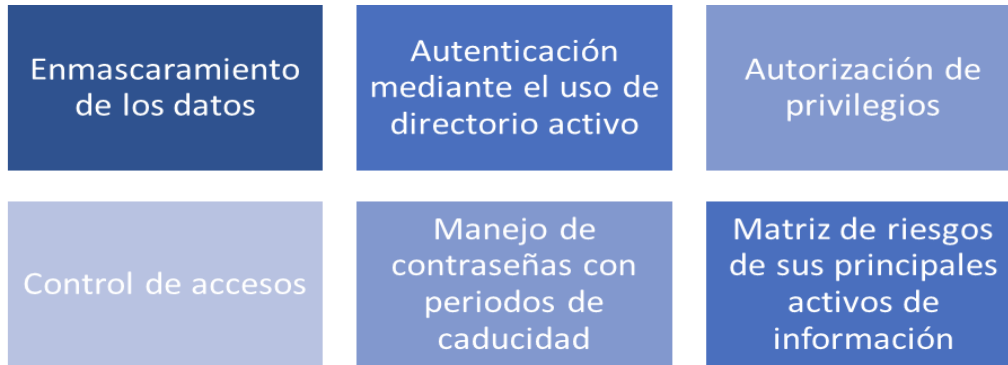 Enmascaramiento
de los datos
Autenticación
mediante el uso de
directorio activo
Autorización de
privilegios
Control de accesos
Manejo de
contraseñas con
periodos de
caducidad
Matriz de riesgos
de sus principales
activos de
información